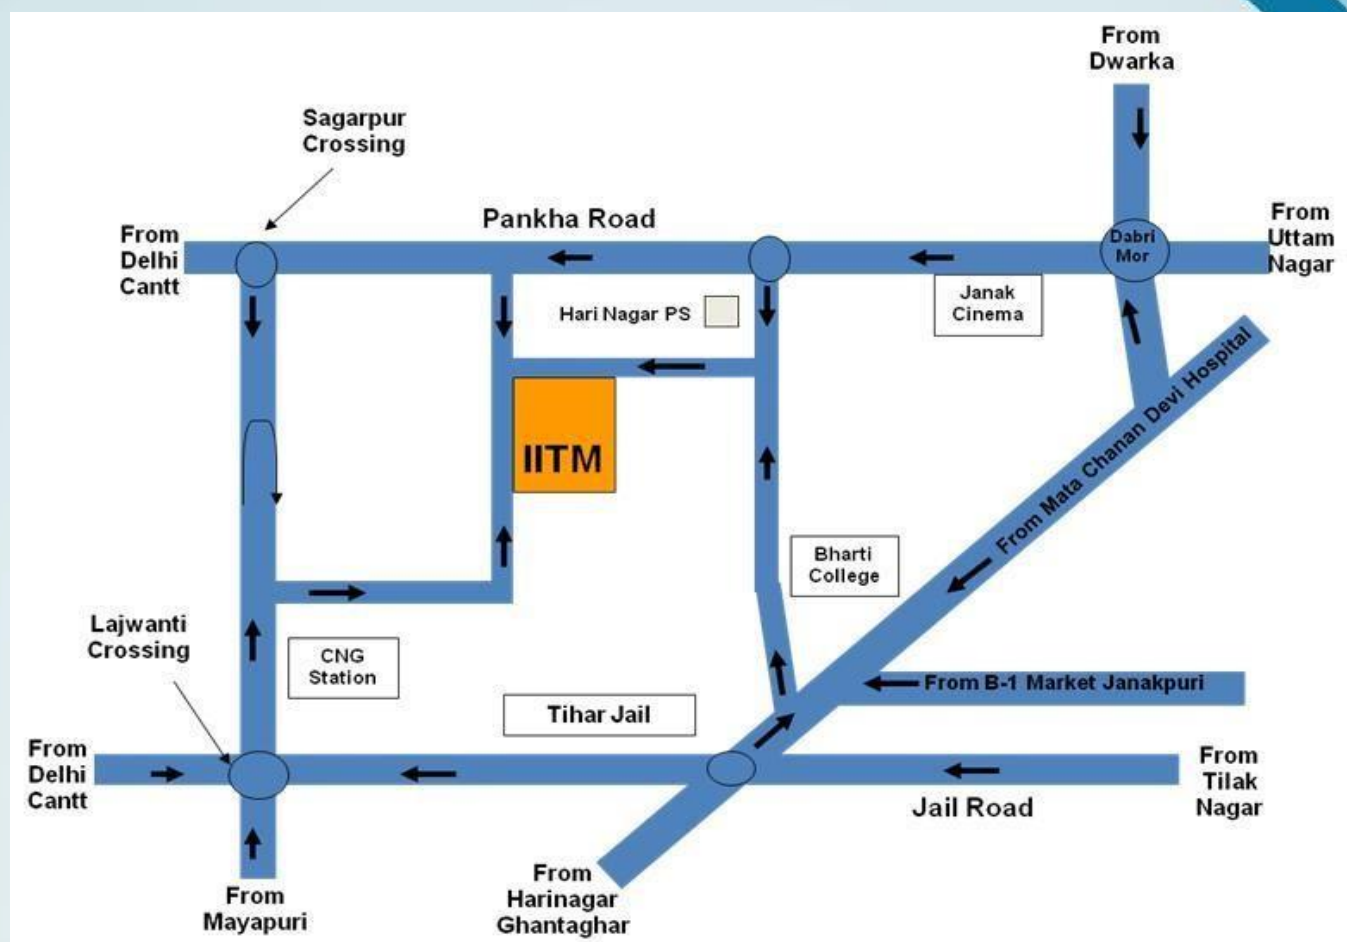 From
Dwarka
Sagarpur
Crossing
Pankha Road
From
Delhi
Cantt
Dabri
Mor
From
Uttam
Nagar
Janak
Cinema
Hari Nagar PS
IITM
From Mata Chanan Devi Hospital
Bharti
College
Lajwanti
Crossing
CNG
Station
From B-1 Market Janakpuri
Tihar Jail
From
Delhi
Cantt
From
Tilak
Nagar
Jail Road
From
Mayapuri
From
Harinagar
Ghantaghar